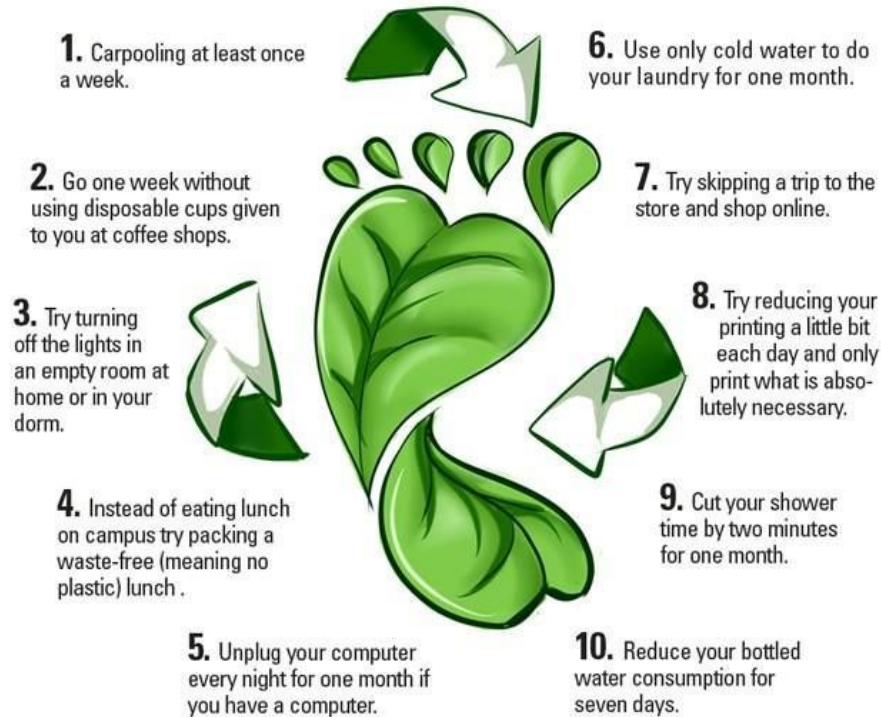 1. Carpooling at least once
a week.
2. Go one week without
using disposable cups given
to you at coffee shops.
3. Try turning
off the lights in
an empty room at
home or in your
dorm.
4. Instead of eating lunch
on campus try packing a
waste-free (meaning no
plastic) lunch .
5. Unplug your computer
every night for one month if
you have a computer.
6. Use only cold water to do
your laundry for one month.
7. Try skipping a trip to the
store and shop online.
8. Try reducing your
printing a little bit
each day and only
print what is abso-
lutely necessary.
9. Cut your shower
time by two minutes
for one month.
10. Reduce your bottled
water consumption for
seven days.